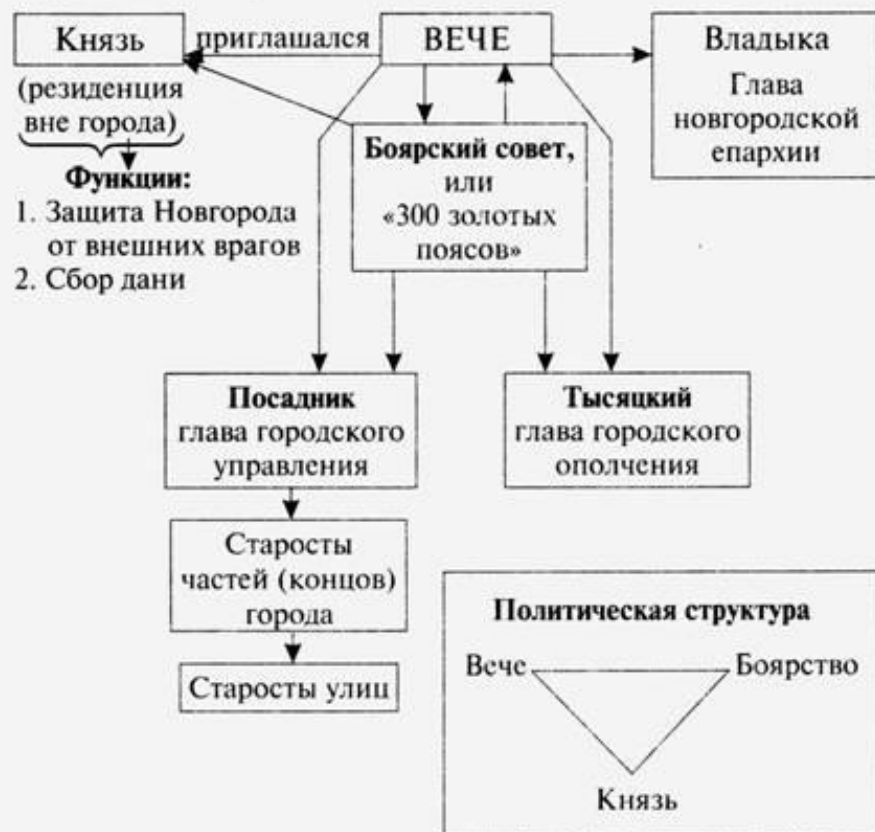 Князь
приглашался
ВЕЧЕ
Владыка
Глава
новгородской
епархии
(резиденция
вне города)
Функции:
1. Защита Новгорода
от внешних врагов
2. Сбор дани
Боярский совет,
или
«300 золотых
поясов»
Посадник
глава городского
управления
Тысяцкий
глава городского
ополчения
Старосты
частей (концов)
города
Старосты улиц
Политическая структура
Вече
Боярство
Князь